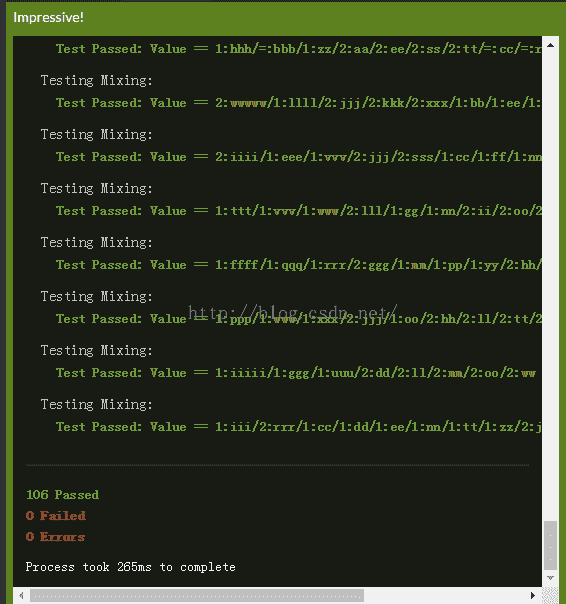 Impressive!
Test Passed: Value == 1:hhh/=:bbb/1:zz/2:aa/2:ee/2:ss/2:tt/=:cc/=:r
Testing Mixing:
Test Passed: Value == 2:wwwww/1:llll/2:jjj/2:kkk/2:xxx/1:bb/1:ee/1:
Testing Mixing:
Test Passed: Value == 2:iiii/1:eee/1:vvv/2:jjj/2:sss/1:cc/1:ff/1:nn
Testing Mixing:
Test Passed: Value == 1:ttt/1:vvv/1:www/2:lll/1:gg/1:nn/2:ii/2:oo/2
Testing Mixing:
Test Passed: Value == 1:ffff/1:qqq/1:rrr/2:ggg/1:mm/1:pp/1:yy/2:hh/
Testing Mixing:
http://blog.csdn.net/
Test Passed: Value == 1:ppp/1:www/1:xxx/2:jjj/1:oo/2:hh/2:ll/2:tt/2
Testing Mixing:
Test Passed: Value == 1:iiiii/1:ggg/1:uuu/2:dd/2:ll/2:mm/2:oo/2:ww
Testing Mixing:
Test Passed: Value == 1:iii/2:rrr/1:cc/1:dd/1:ee/1:nn/1:tt/1:zz/2:j
106 Passed
0 Failed
0 Errors
Process took 265ms to complete